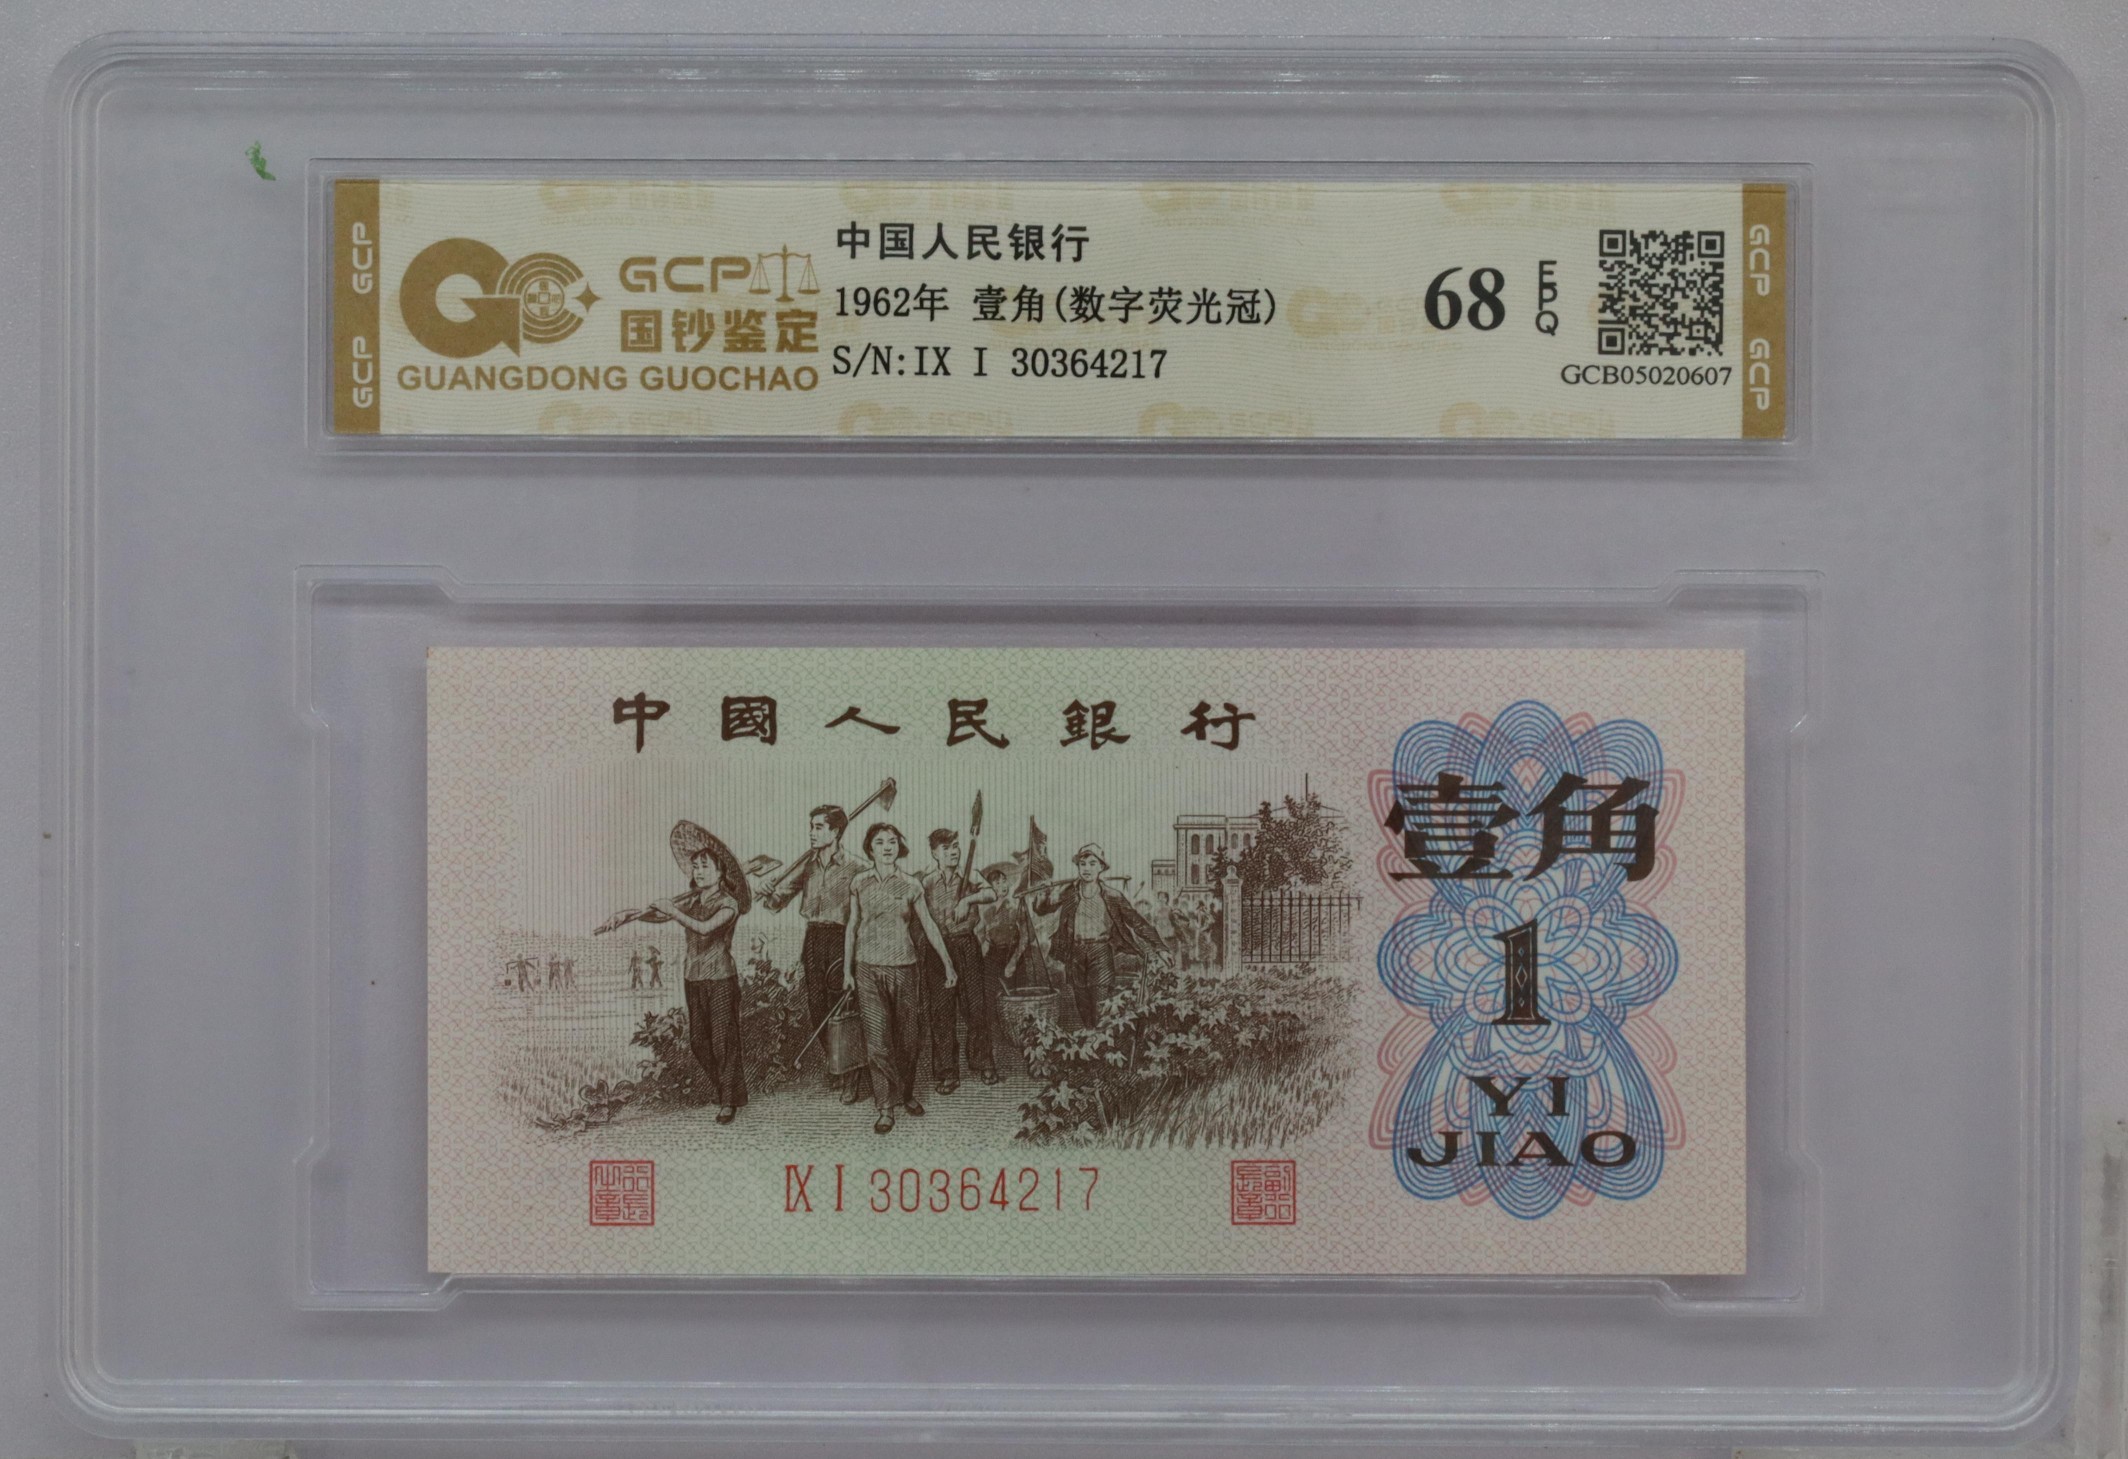 GCP
GCP
GCP
国钞鉴定
GUANGDONG GUOCHAO
中国人民银行
1962年 壹角(数字荧光冠)
S/N:IX I 30364217
68
EPQ
GCB05020607
GCP
GCP
中國人民銀行
壹角
1
YI
JIAO
IX I 30364217